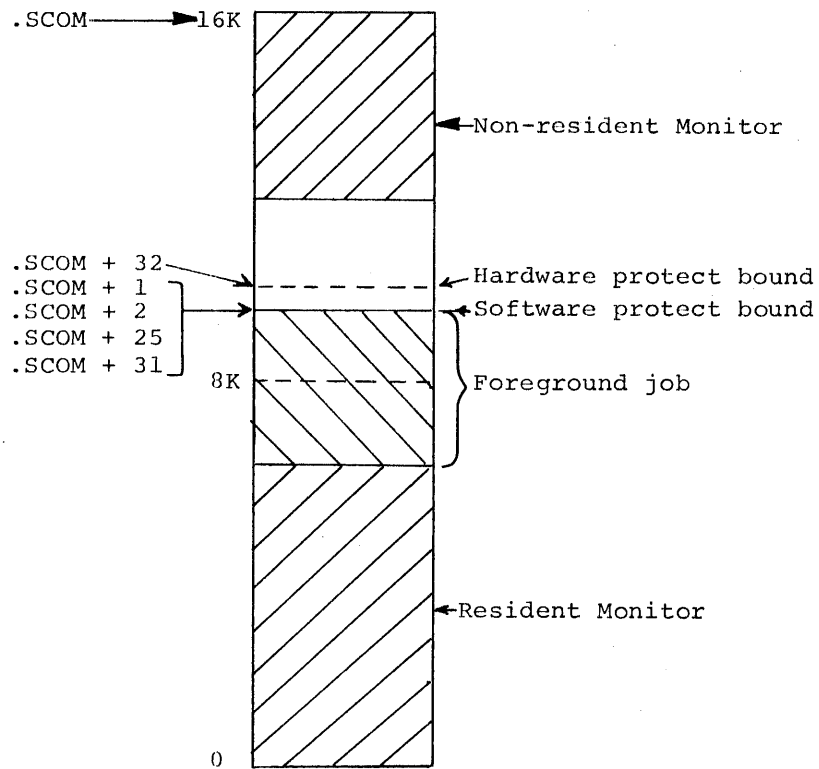 .SCOM 16K
Non-resident Monitor
.SCOM + 32
Hardware protect bound
.SCOM + 1
.SCOM + 2
Software protect bound
.SCOM + 25
.SCOM + 31
8K
Foreground job
Resident Monitor
0